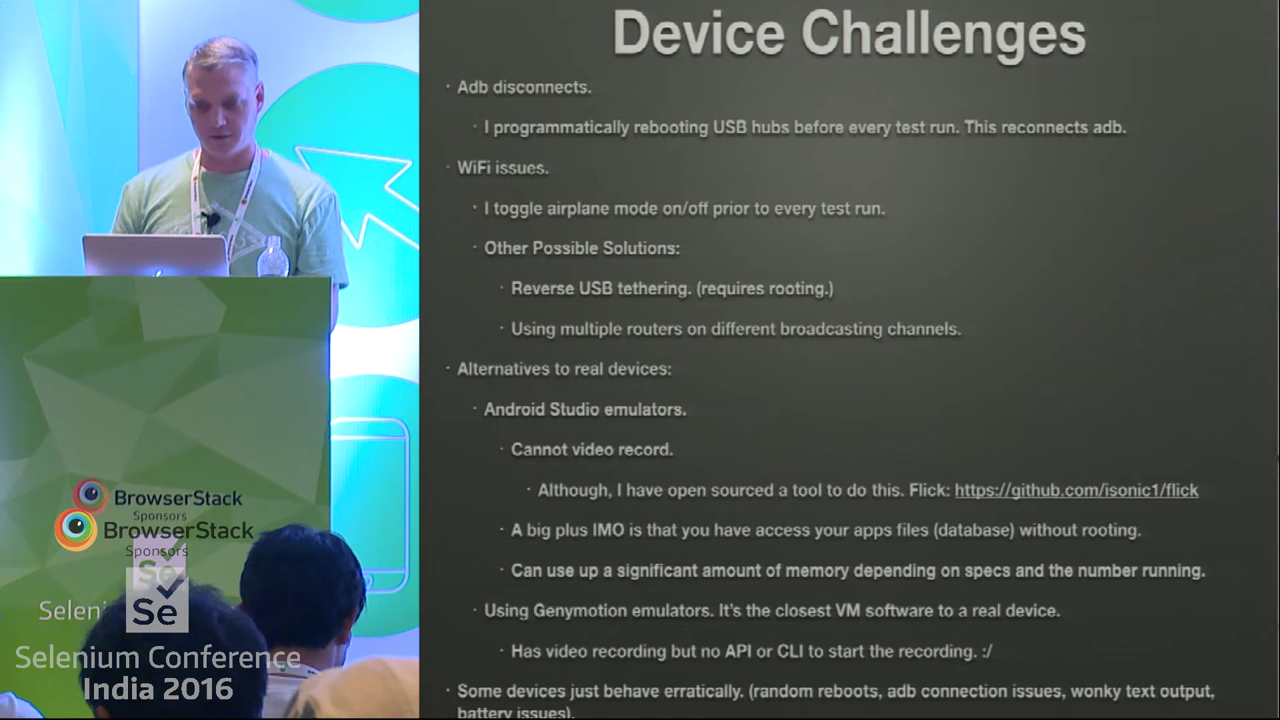 Device Challenges
· Adb disconnects.
· I programmatically rebooting USB hubs before every test run. This reconnects adb.
· WiFi issues.
· I toggle airplane mode on/off prior to every test run.
· Other Possible Solutions:
· Reverse USB tethering. (requires rooting.)
· Using multiple routers on different broadcasting channels.
· Alternatives to real devices:
· Android Studio emulators.
· Cannot video record.
· Although, I have open sourced a tool to do this. Flick: https://github.com/isonic1/flick
· A big plus IMO is that you have access your apps files (database) without rooting.
· Can use up a significant amount of memory depending on specs and the number running.
· Using Genymotion emulators. It's the closest VM software to a real device.
· Has video recording but no API or CLI to start the recording. :/
· Some devices just behave erratically. (random reboots, adb connection issues, wonky text output,
battery issues).
BrowserStack
Sponsors
BrowserStack
Sponsors
Se
Seleni
Se
Selenium Conference
India 2016